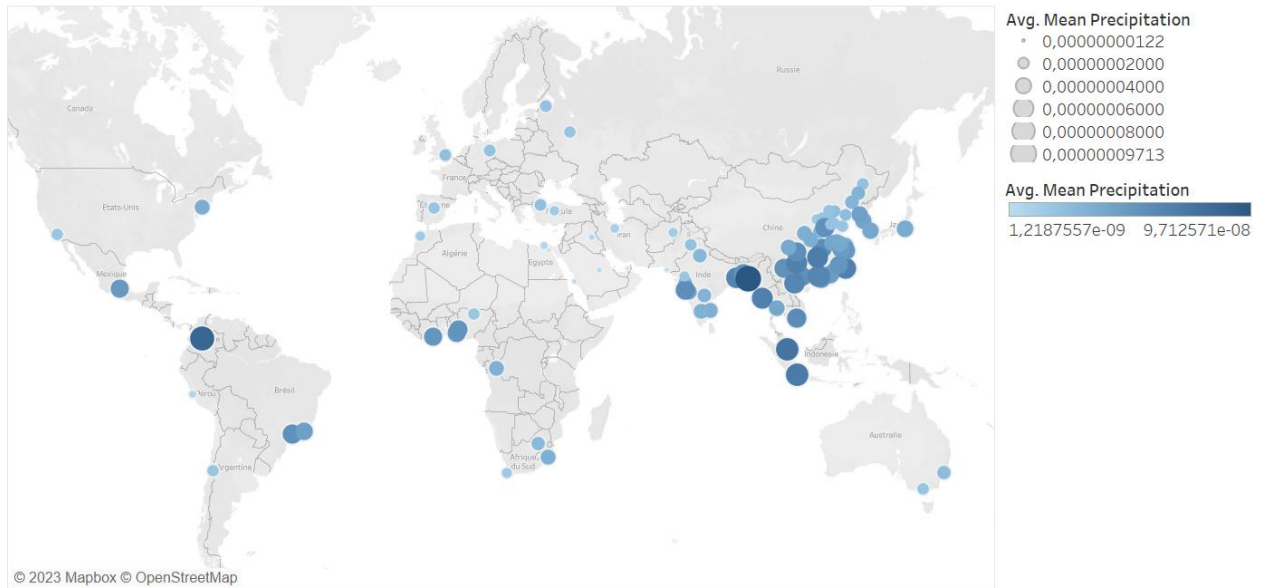 Avg. Mean Precipitation
0,00000000122
0,00000002000
0,00000004000
0,00000006000
0,00000008000
0,00000009713
Avg. Mean Precipitation
1,2187557e-09 9,712571e-08
Russie
Canada
France
Etats-Unis
Chine
Iran
Algérie
Egypte
Mexique
Inde
Indonésie
Brésil
Australie
Argentine
Afrique
du Sud
© 2023 Mapbox © OpenStreetMap